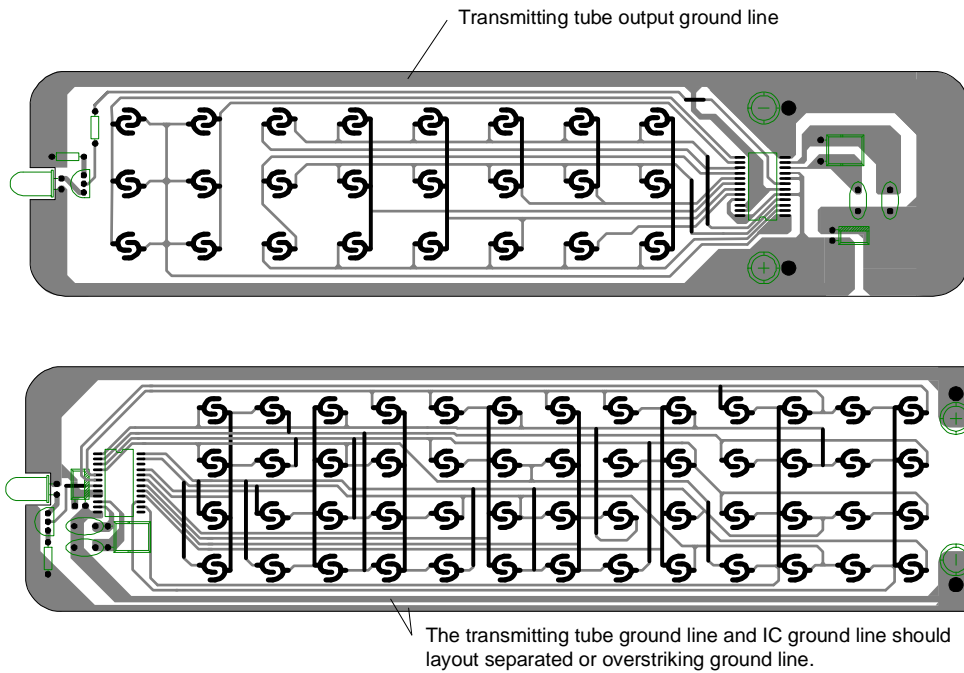 Transmitting tube output ground line
The transmitting tube ground line and IC ground line should
layout separated or overstriking ground line.